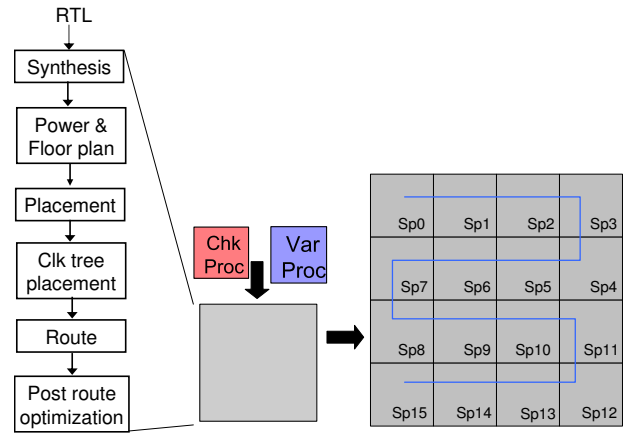 RTL
Synthesis
Power &
Floor plan
Placement
Clk tree
placement
Route
Post route
optimization
Chk
Proc
Var
Proc
Sp0 Sp1 Sp2 Sp3
Sp7 Sp6 Sp5 Sp4
Sp8 Sp9 Sp10 Sp11
Sp15 Sp14 Sp13 Sp12